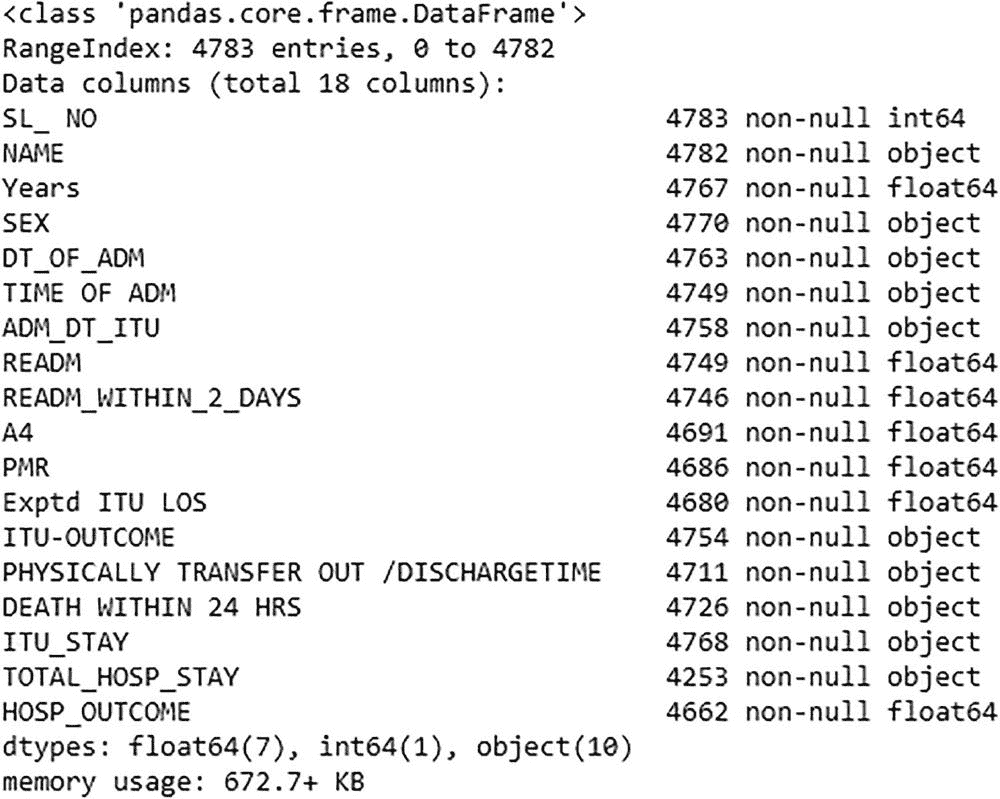 <class 'pandas.core.frame.DataFrame'>
RangeIndex: 4783 entries, 0 to 4782
Data columns (total 18 columns):
SL_ NO 4783 non-null int64
NAME 4782 non-null object
Years 4767 non-null float64
SEX 4770 non-null object
DT_OF_ADM 4763 non-null object
TIME OF ADM 4749 non-null object
ADM_DT_ITU 4758 non-null object
READM 4749 non-null float64
READM_WITHIN_2_DAYS 4746 non-null float64
A4 4691 non-null float64
PMR 4686 non-null float64
Exptd ITU LOS 4680 non-null float64
ITU-OUTCOME 4754 non-null object
PHYSICALLY TRANSFER OUT /DISCHARGETIME 4711 non-null object
DEATH WITHIN 24 HRS 4726 non-null object
ITU_STAY 4768 non-null object
TOTAL_HOSP_STAY 4253 non-null object
HOSP_OUTCOME 4662 non-null float64
dtypes: float64(7), int64(1), object(10)
memory usage: 672.7+ KB